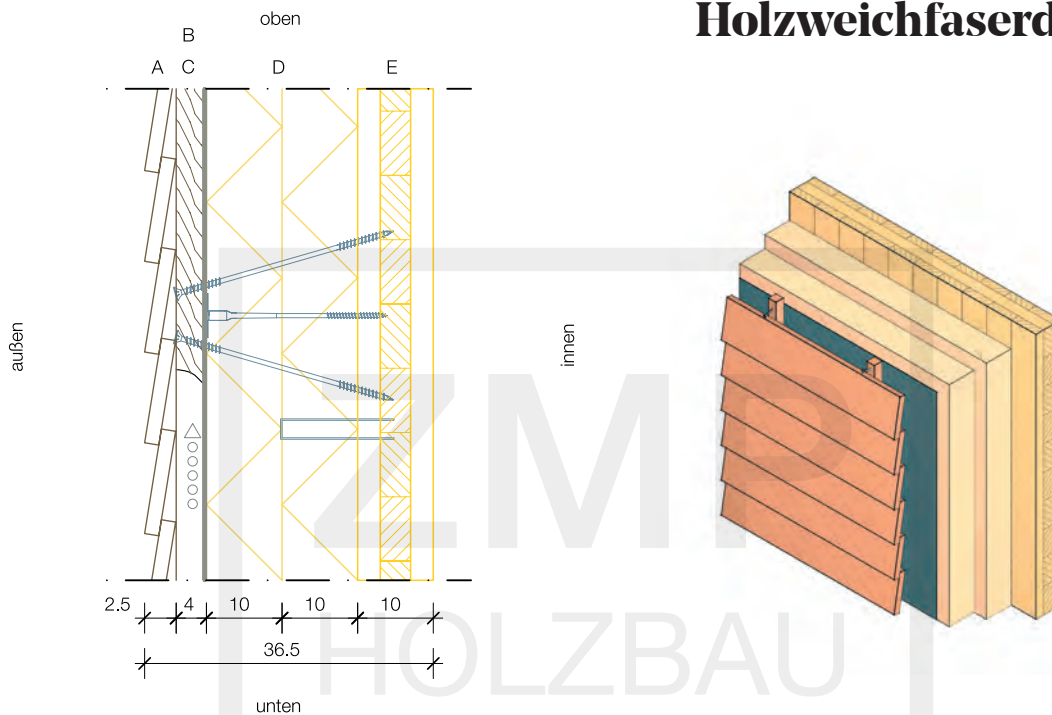 Holzweichfaserd
oben
B
A C D E
außen
innen
2.5 4 10 10 10
36.5
unten
ZMP
HOLZBAU